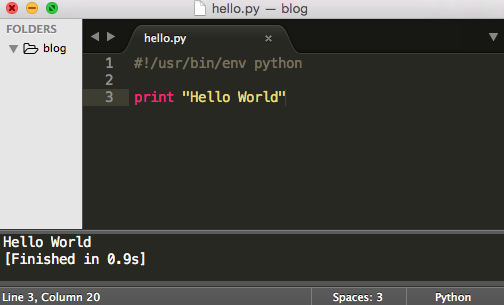 hello.py — blog
FOLDERS
blog
hello.py
1 #!/usr/bin/env python
2
3 print "Hello World"
Hello World
[Finished in 0.9s]
Line 3, Column 20 Spaces: 3 Python